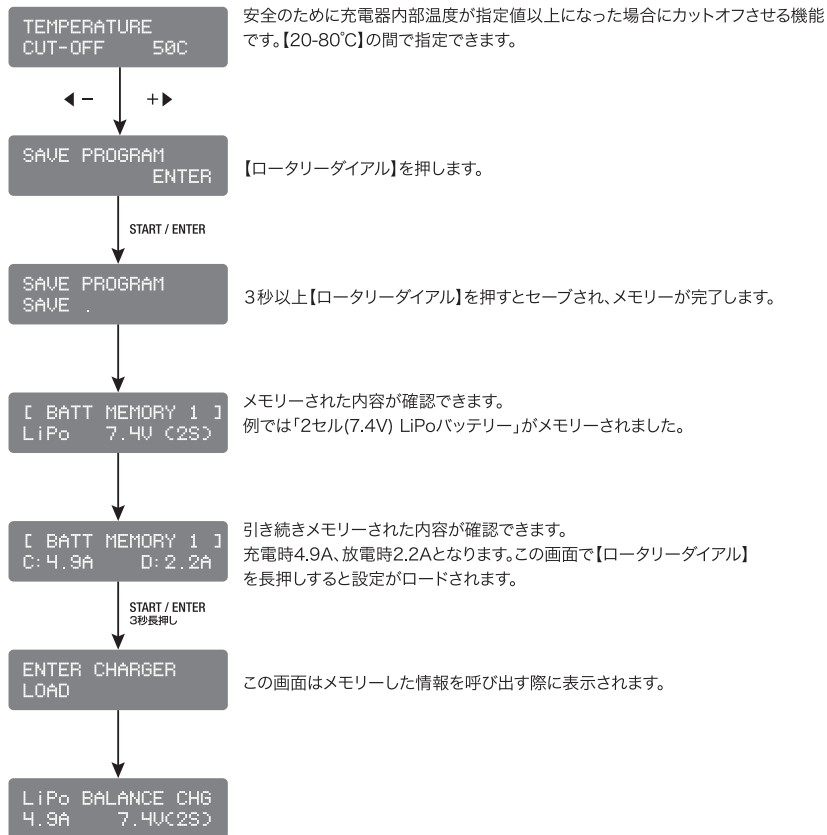 TEMPERATURE
CUT-OFF 50C
安全のために充電器内部温度が指定値以上になった場合にカットオフさせる機能
です。【20-80℃】の間で指定できます。
◀ − ＋ ▶
SAVE PROGRAM
ENTER
【ロータリーダイアル】を押します。
START / ENTER
SAVE PROGRAM
SAVE .
3秒以上【ロータリーダイアル】を押すとセーブされ、メモリーが完了します。
[ BATT MEMORY 1 ]
LiPo 7.4V (2S)
メモリーされた内容が確認できます。
例では「2セル(7.4V) LiPoバッテリー」がメモリーされました。
[ BATT MEMORY 1 ]
C:4.9A D:2.2A
引き続きメモリーされた内容が確認できます。
充電時4.9A、放電時2.2Aとなります。この画面で【ロータリーダイアル】
を長押しすると設定がロードされます。
START / ENTER
3秒長押し
ENTER CHARGER
LOAD
この画面はメモリーした情報を呼び出す際に表示されます。
LiPo BALANCE CHG
4.9A 7.4V(2S)